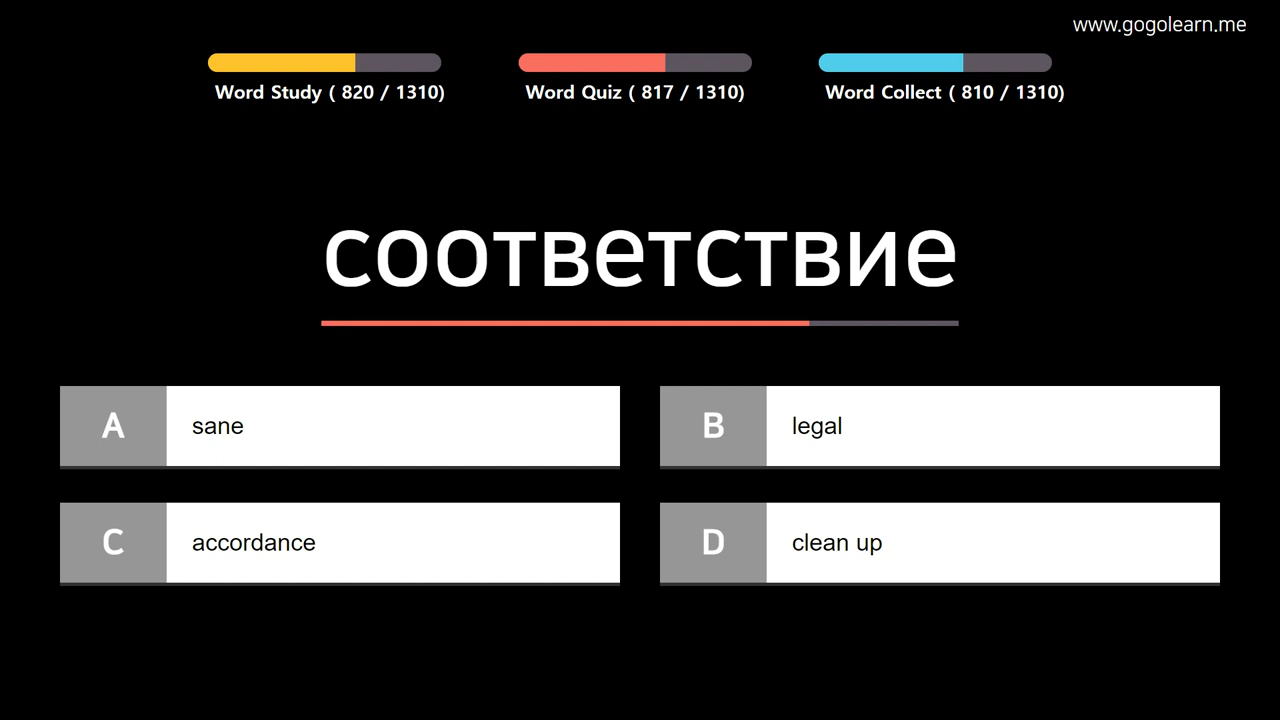 www.gogolearn.me
Word Study ( 820 / 1310)
Word Quiz ( 817 / 1310)
Word Collect ( 810 / 1310)
соответствие
A sane
B legal
C accordance
D clean up